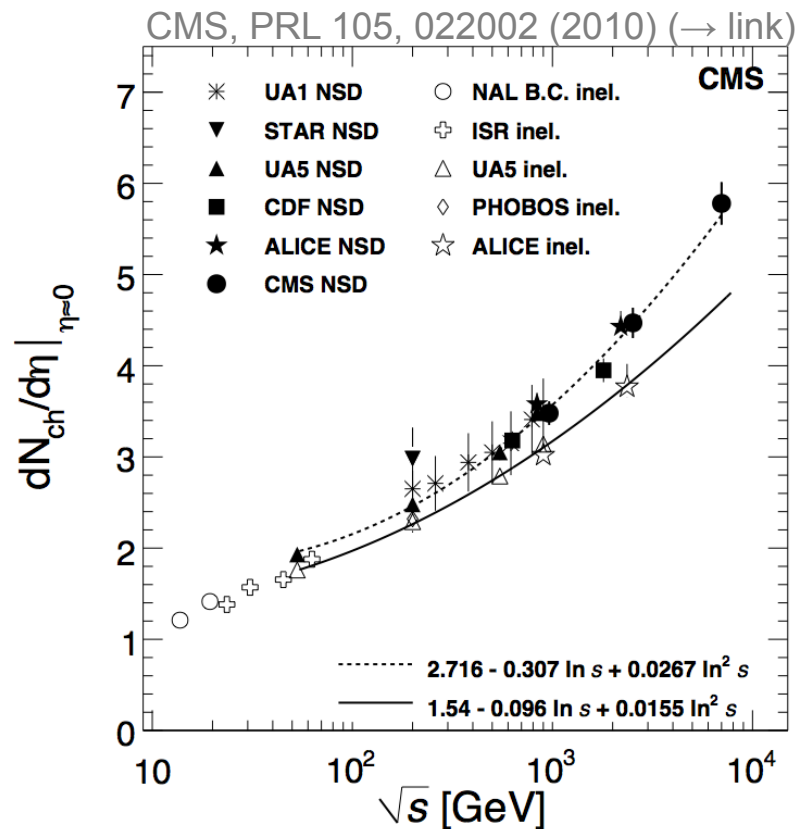 CMS, PRL 105, 022002 (2010) (→ link)
CMS
UA1 NSD
STAR NSD
UA5 NSD
CDF NSD
ALICE NSD
CMS NSD
NAL B.C. inel.
ISR inel.
UA5 inel.
PHOBOS inel.
ALICE inel.
7
6
5
4
3
2
1
0
dN_ch/dη|_η≈0
2.716 - 0.307 ln s + 0.0267 ln² s
1.54 - 0.096 ln s + 0.0155 ln² s
10 10² 10³ 10⁴
√s [GeV]